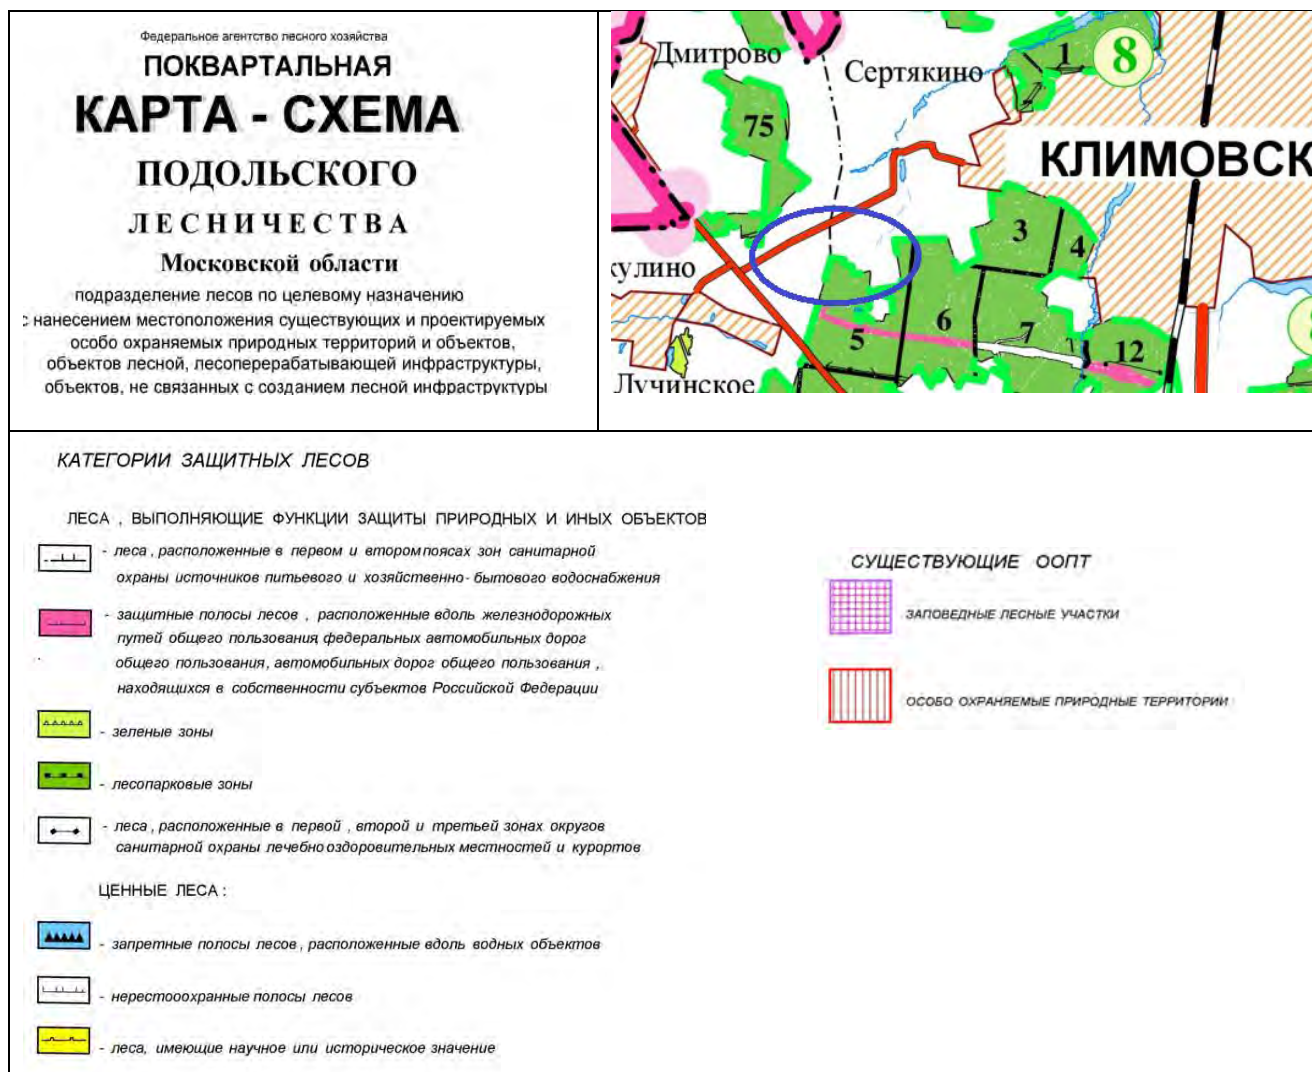 Федеральное агентство лесного хозяйства
ПОКВАРТАЛЬНАЯ
КАРТА - СХЕМА
ПОДОЛЬСКОГО
ЛЕСНИЧЕСТВА
Московской области
подразделение лесов по целевому назначению
с нанесением местоположения существующих и проектируемых
особо охраняемых природных территорий и объектов,
объектов лесной, лесоперерабатывающей инфраструктуры,
объектов, не связанных с созданием лесной инфраструктуры
Дмитрово
Сертякино
1
8
75
КЛИМОВСК
3
4
кулино
5
6
7
12
Лучинское
КАТЕГОРИИ ЗАЩИТНЫХ ЛЕСОВ
ЛЕСА , ВЫПОЛНЯЮЩИЕ ФУНКЦИИ ЗАЩИТЫ ПРИРОДНЫХ И ИНЫХ ОБЪЕКТОВ
- леса , расположенные в первом и втором поясах зон санитарной
охраны источников питьевого и хозяйственно- бытового водоснабжения
- защитные полосы лесов , расположенные вдоль железнодорожных
путей общего пользования, федеральных автомобильных дорог
общего пользования, автомобильных дорог общего пользования ,
находящихся в собственности субъектов Российской Федерации
- зеленые зоны
- лесопарковые зоны
- леса , расположенные в первой , второй и третьей зонах округов
санитарной охраны лечебно оздоровительных местностей и курортов
ЦЕННЫЕ ЛЕСА :
- запретные полосы лесов , расположенные вдоль водных объектов
- нерестооохранные полосы лесов
- леса, имеющие научное или историческое значение
СУЩЕСТВУЮЩИЕ ООПТ
ЗАПОВЕДНЫЕ ЛЕСНЫЕ УЧАСТКИ
ОСОБО ОХРАНЯЕМЫЕ ПРИРОДНЫЕ ТЕРРИТОРИИ